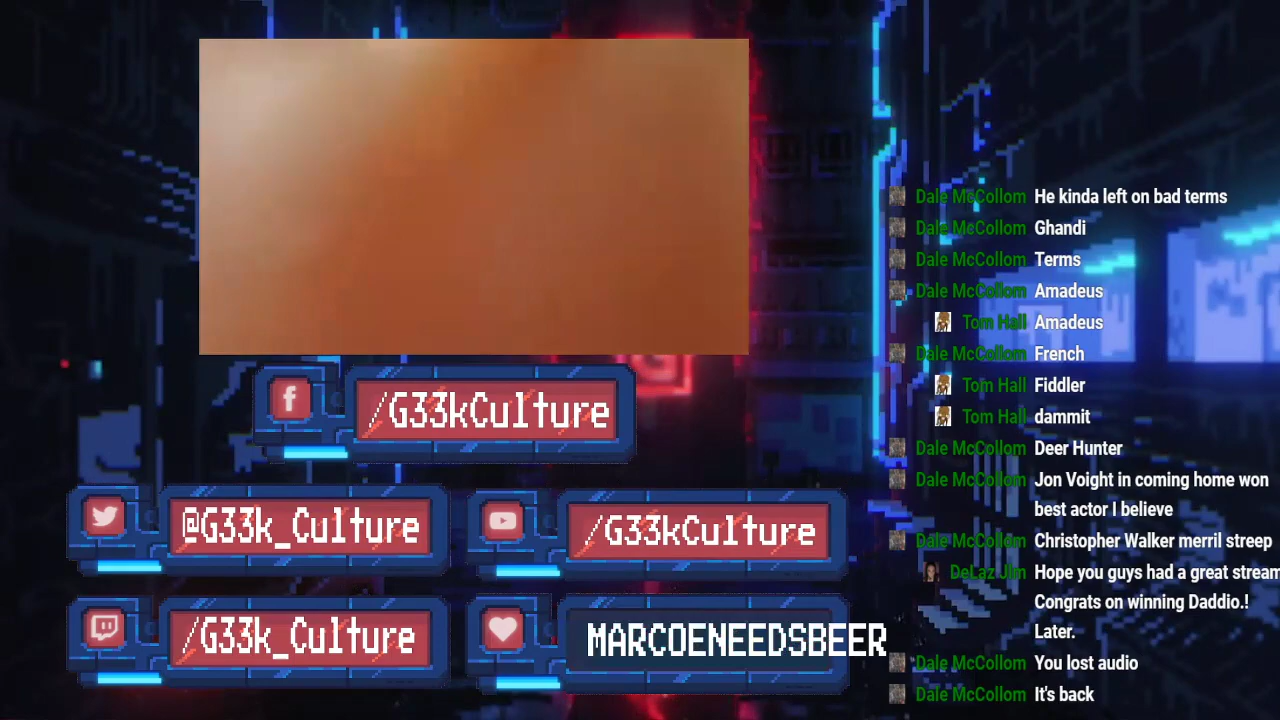 /G33kCulture
@G33k_Culture
/G33kCulture
/G33k_Culture
MARCOENEEDSBEER
Dale McCollom He kinda left on bad terms
Dale McCollom Ghandi
Dale McCollom Terms
Dale McCollom Amadeus
Tom Hall Amadeus
Dale McCollom French
Tom Hall Fiddler
Tom Hall dammit
Dale McCollom Deer Hunter
Dale McCollom Jon Voight in coming home won
best actor I believe
Dale McCollom Christopher Walker merril streep
DeLaz Jim Hope you guys had a great stream
Congrats on winning Daddio.!
Later.
Dale McCollom You lost audio
Dale McCollom It's back